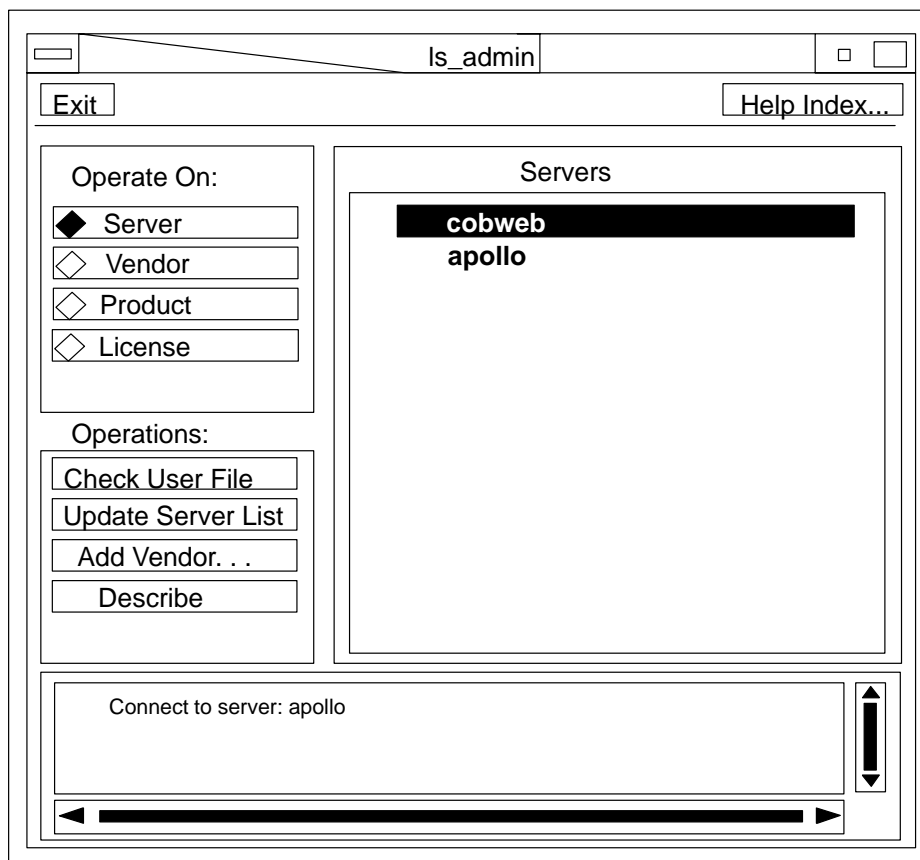 ls_admin
Exit
Help Index...
Operate On:
Server
Vendor
Product
License
Servers
cobweb
apollo
Operations:
Check User File
Update Server List
Add Vendor. . .
Describe
Connect to server: apollo